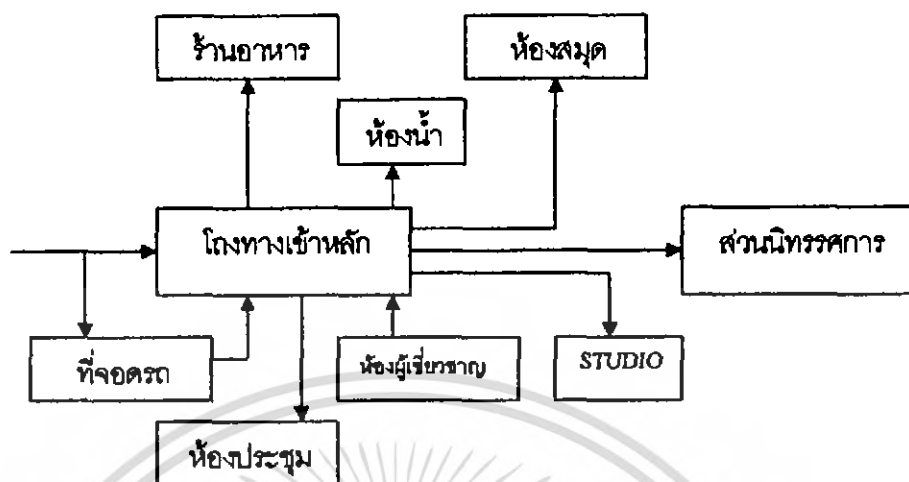 ร้านอาหาร
ห้องสมุด
ห้องน้ำ
โถงทางเข้าหลัก
ส่วนนิทรรศการ
ที่จอดรถ
ห้องผู้เชี่ยวชาญ
STUDIO
ห้องประชุม